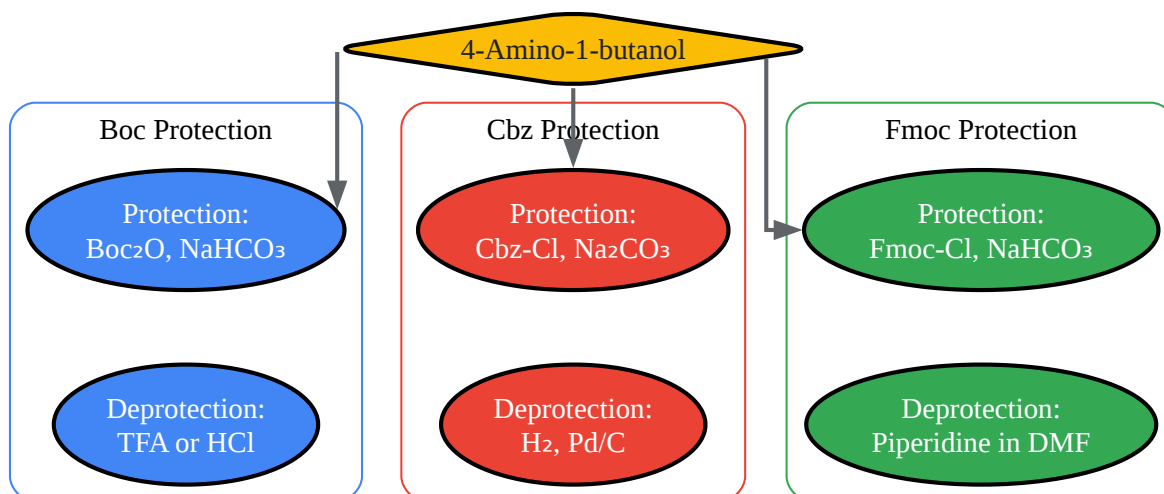 4-Amino-1-butanol
Boc Protection
Protection:
Boc₂O, NaHCO₃
Deprotection:
TFA or HCl
Cbz Protection
Protection:
Cbz-Cl, Na₂CO₃
Deprotection:
H₂, Pd/C
Fmoc Protection
Protection:
Fmoc-Cl, NaHCO₃
Deprotection:
Piperidine in DMF